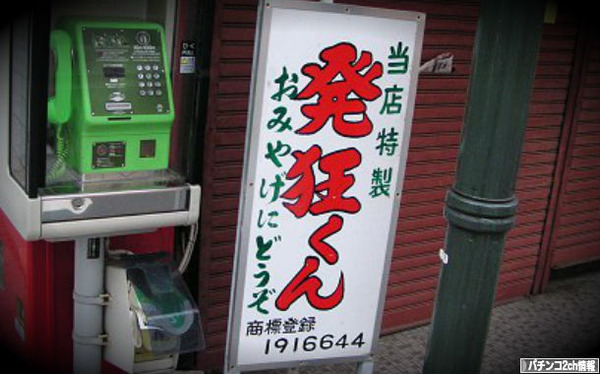 当店特製
発狂くん
おみやげにどうぞ
商標登録
1916644
パチンコ2ch情報